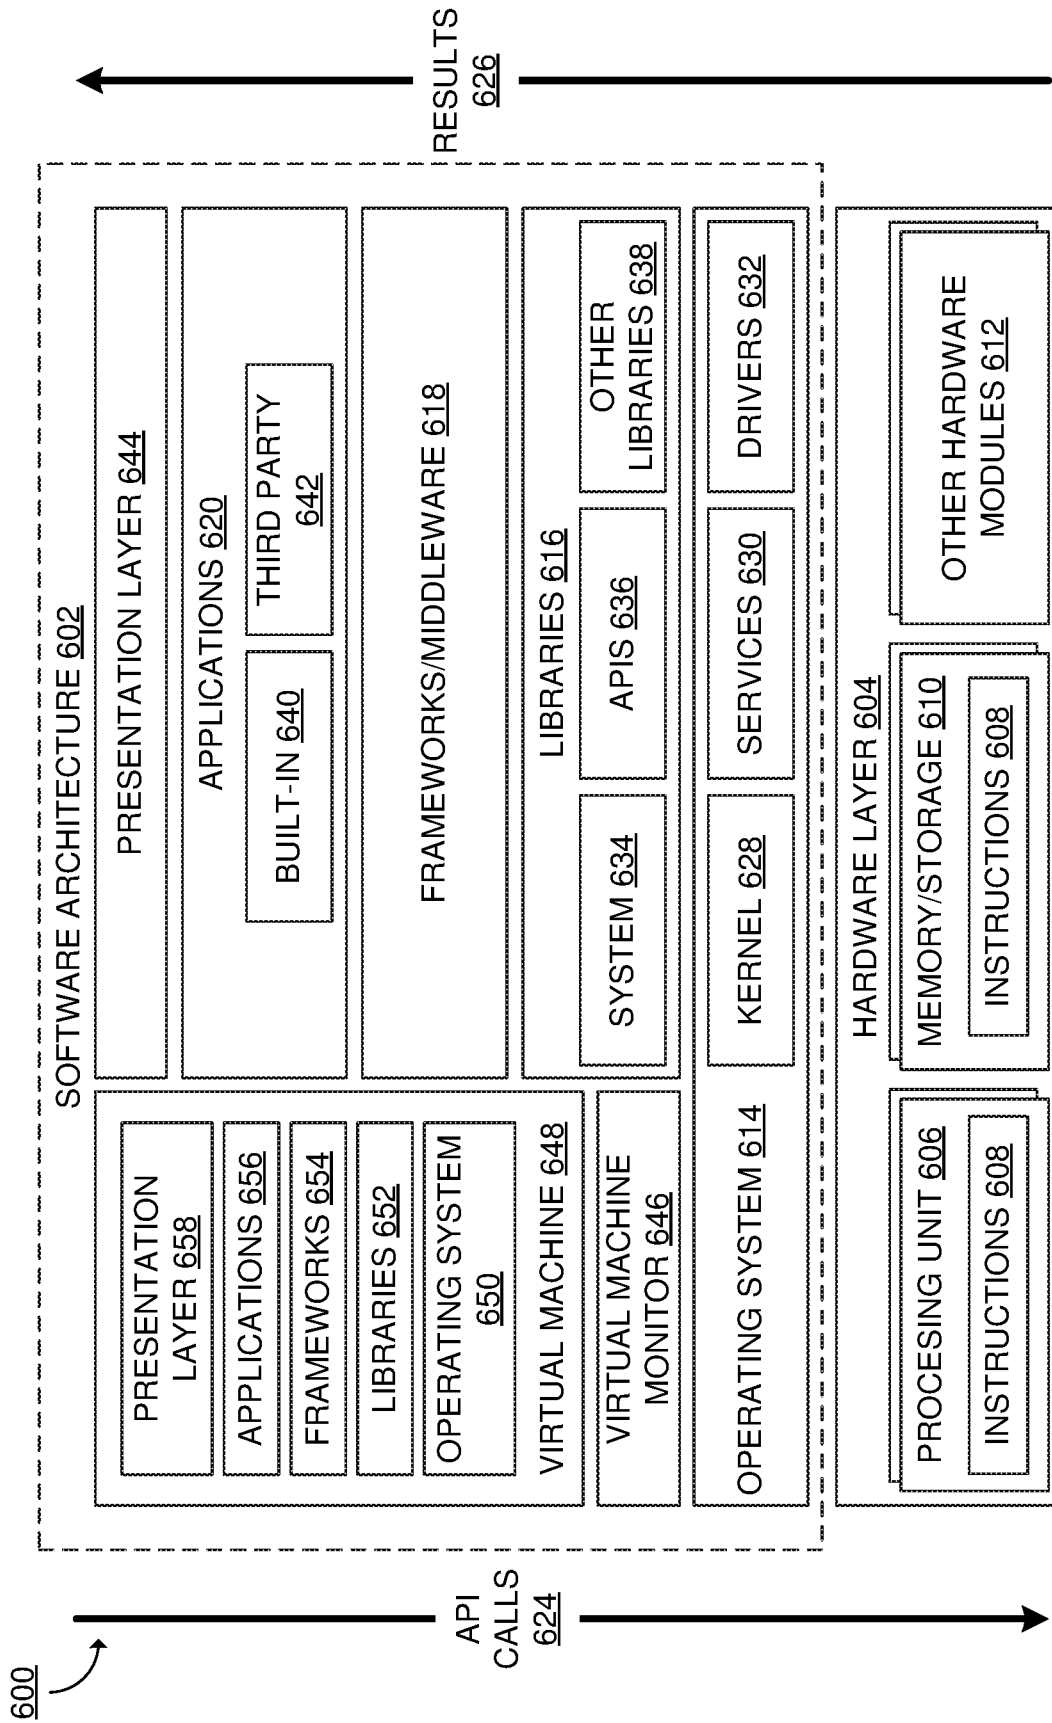 600
SOFTWARE ARCHITECTURE 602
PRESENTATION
LAYER 658
APPLICATIONS 656
FRAMEWORKS 654
LIBRARIES 652
OPERATING SYSTEM
650
VIRTUAL MACHINE 648
VIRTUAL MACHINE
MONITOR 646
PRESENTATION LAYER 644
APPLICATIONS 620
BUILT-IN 640
THIRD PARTY
642
FRAMEWORKS/MIDDLEWARE 618
LIBRARIES 616
SYSTEM 634
APIS 636
OTHER
LIBRARIES 638
OPERATING SYSTEM 614
KERNEL 628
SERVICES 630
DRIVERS 632
API
CALLS
624
RESULTS
626
HARDWARE LAYER 604
PROCESING UNIT 606
INSTRUCTIONS 608
MEMORY/STORAGE 610
INSTRUCTIONS 608
OTHER HARDWARE
MODULES 612